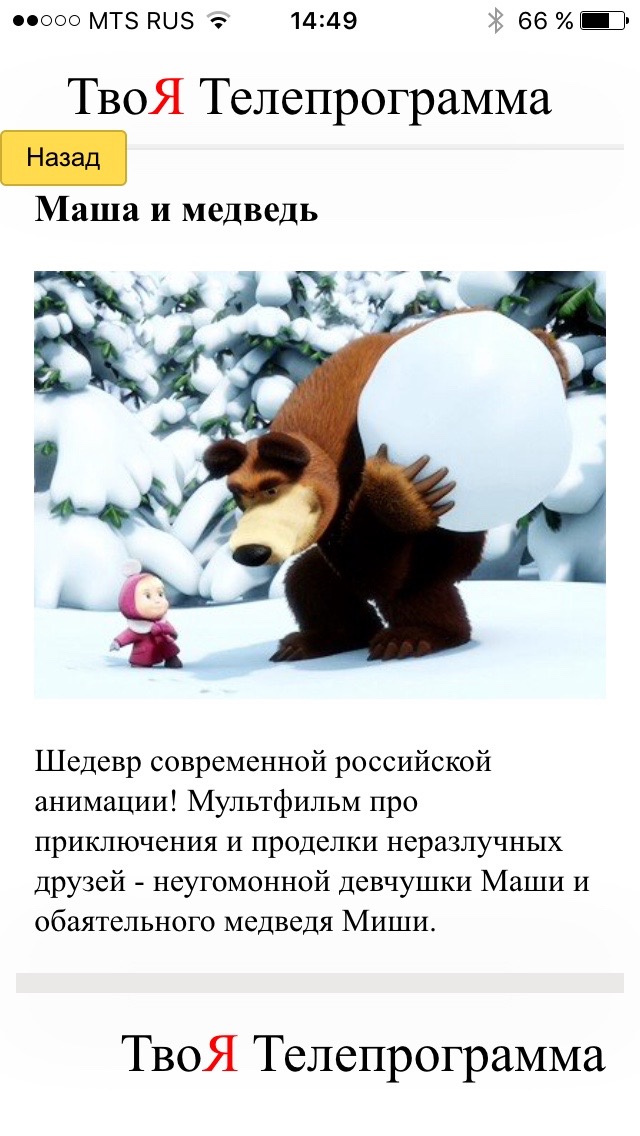 MTS RUS 14:49 66 %
ТвоЯ Телепрограмма
Назад
Маша и медведь
Шедевр современной российской
анимации! Мультфильм про
приключения и проделки неразлучных
друзей - неугомонной девчушки Маши и
обаятельного медведя Миши.
ТвоЯ Телепрограмма